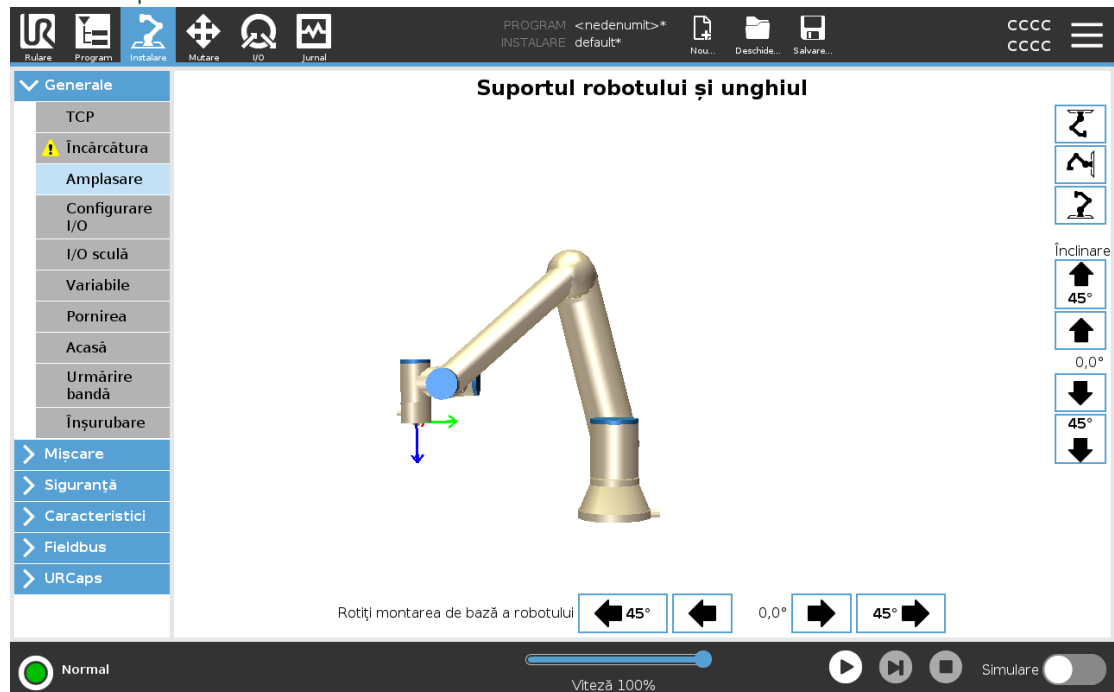 PROGRAM <nedenumit>*
INSTALARE default*
CCCC
CCCC
Rulare Program Instalare Mutare I/O Jurnal Nou... Deschide... Salvare...
Generale
TCP
Încărcătura
Amplasare
Configurare
I/O
I/O sculă
Variabile
Pornirea
Acasă
Urmărire
bandă
Înșurubare
Mișcare
Siguranță
Caracteristici
Fieldbus
URCaps
Suportul robotului și unghiul
Înclinare
45°
0,0°
45°
Rotiți montarea de bază a robotului 45° 0,0° 45°
Normal
Viteză 100%
Simulare